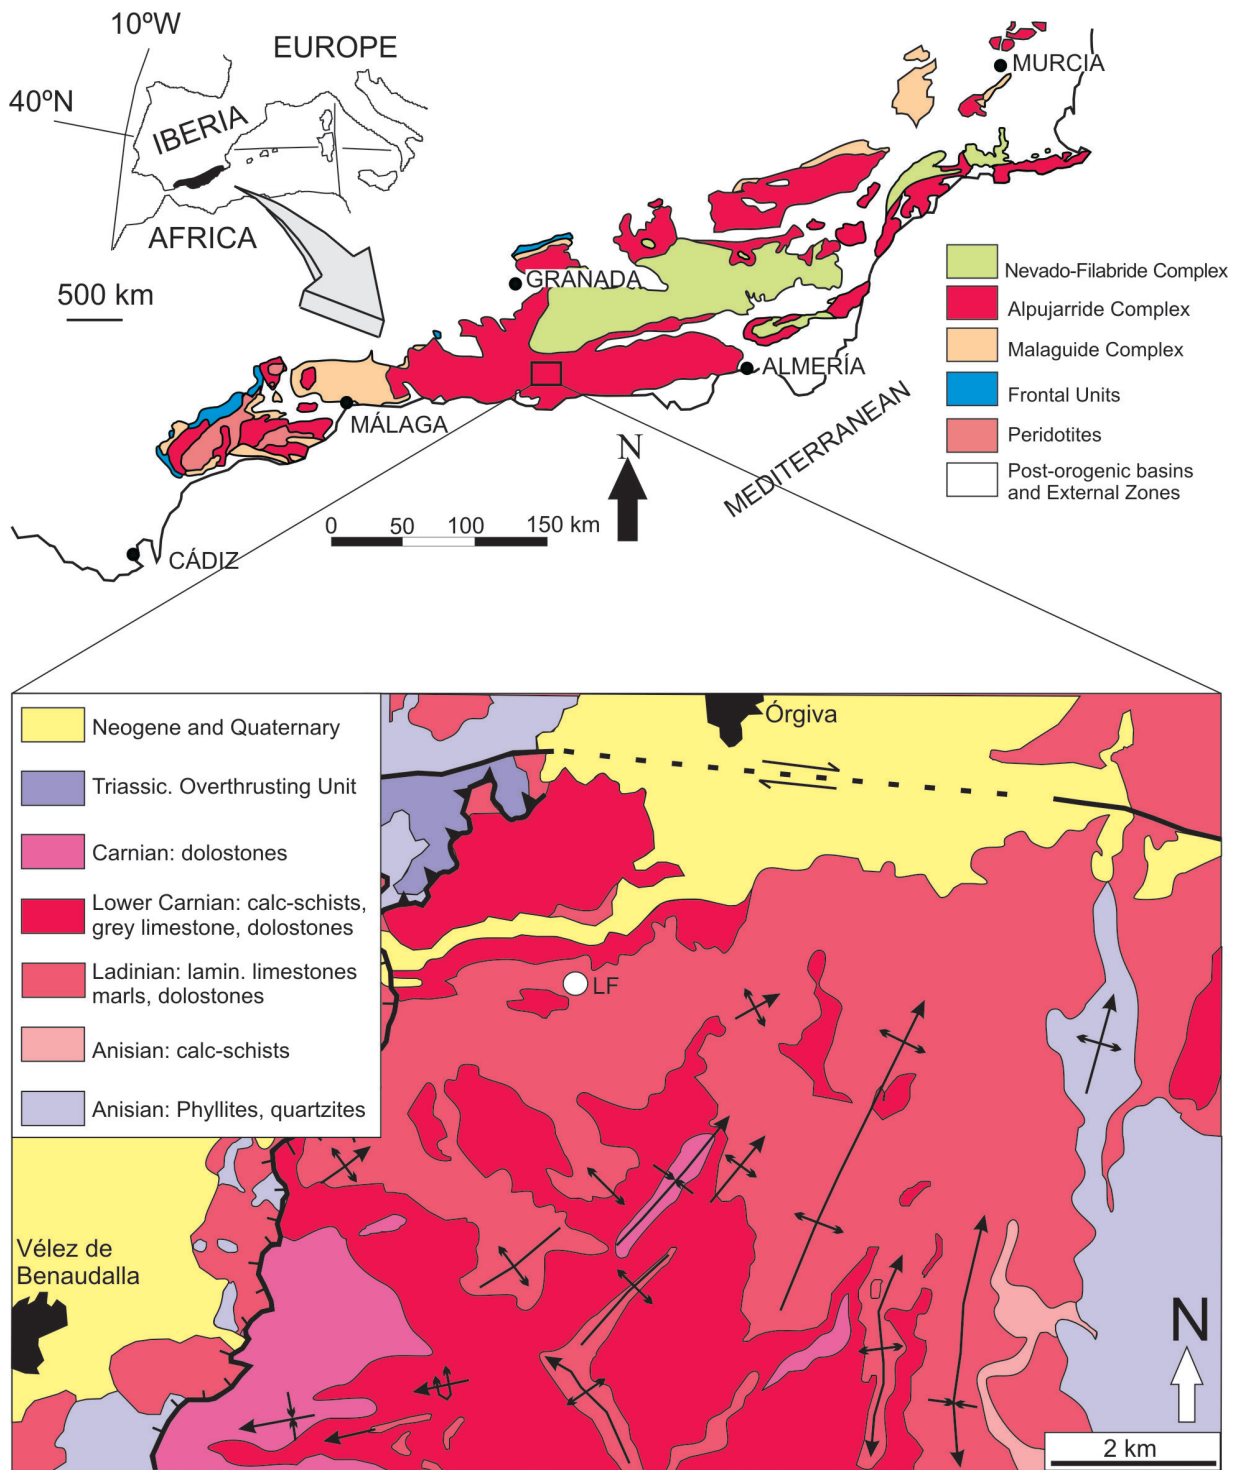 10ºW
EUROPE
40ºN
IBERIA
AFRICA
500 km
MURCIA
GRANADA
ALMERÍA
MÁLAGA
CÁDIZ
MEDITERRANEAN
N
0 50 100 150 km
Nevado-Filabride Complex
Alpujarride Complex
Malaguide Complex
Frontal Units
Peridotites
Post-orogenic basins
and External Zones
Neogene and Quaternary
Triassic. Overthrusting Unit
Carnian: dolostones
Lower Carnian: calc-schists,
grey limestone, dolostones
Ladinian: lamin. limestones
marls, dolostones
Anisian: calc-schists
Anisian: Phyllites, quartzites
Órgiva
LF
Vélez de
Benaudalla
N
2 km